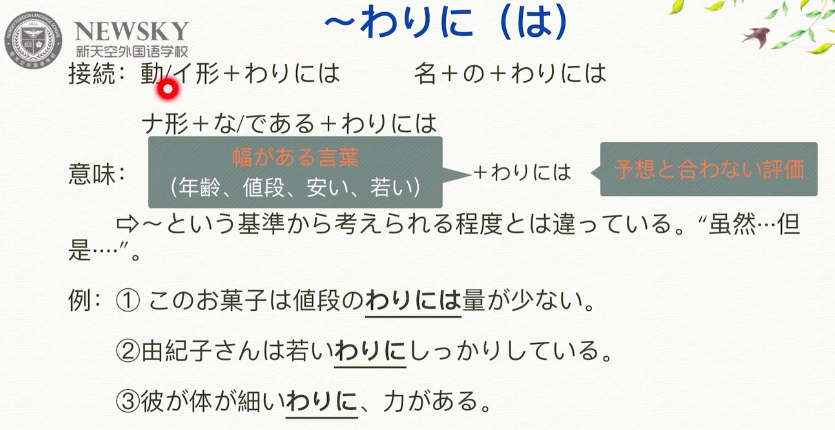 NEWSKY
新天空外国语学校
～わりに（は）
接続：動/イ形＋わりには　　　名＋の＋わりには
ナ形＋な/である＋わりには
意味：
幅がある言葉
（年齢、値段、安い、若い）
＋わりには
予想と合わない評価
⇨～という基準から考えられる程度とは違っている。“虽然…但
是····”。
例：① このお菓子は値段のわりには量が少ない。
②由紀子さんは若いわりにしっかりしている。
③彼が体が細いわりに、力がある。